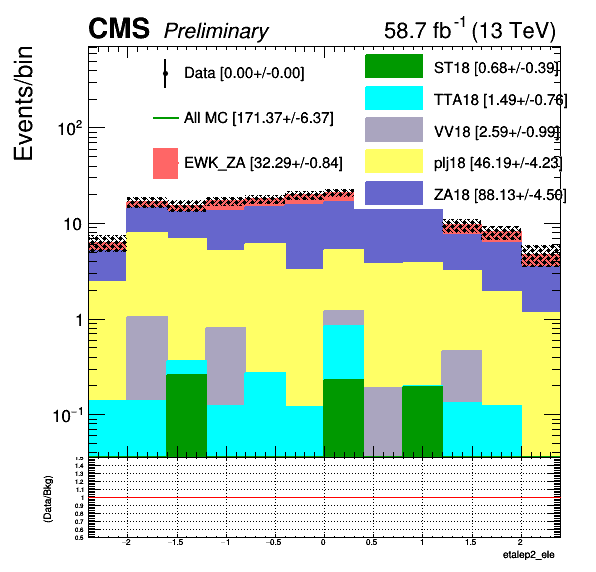 CMS Preliminary 58.7 fb⁻¹ (13 TeV)
Events/bin
Data [0.00+/-0.00]
All MC [171.37+/-6.37]
EWK_ZA [32.29+/-0.84]
ST18 [0.68+/-0.39]
TTA18 [1.49+/-0.76]
VV18 [2.59+/-0.99]
plj18 [46.19+/-4.23]
ZA18 [88.13+/-4.50]
10²
10
1
10⁻¹
(Data/Bkg)
1.5
1.4
1.3
1.2
1.1
1
0.9
0.8
0.7
0.6
0.5
−2 −1.5 −1 −0.5 0 0.5 1 1.5 2
etalep2_ele